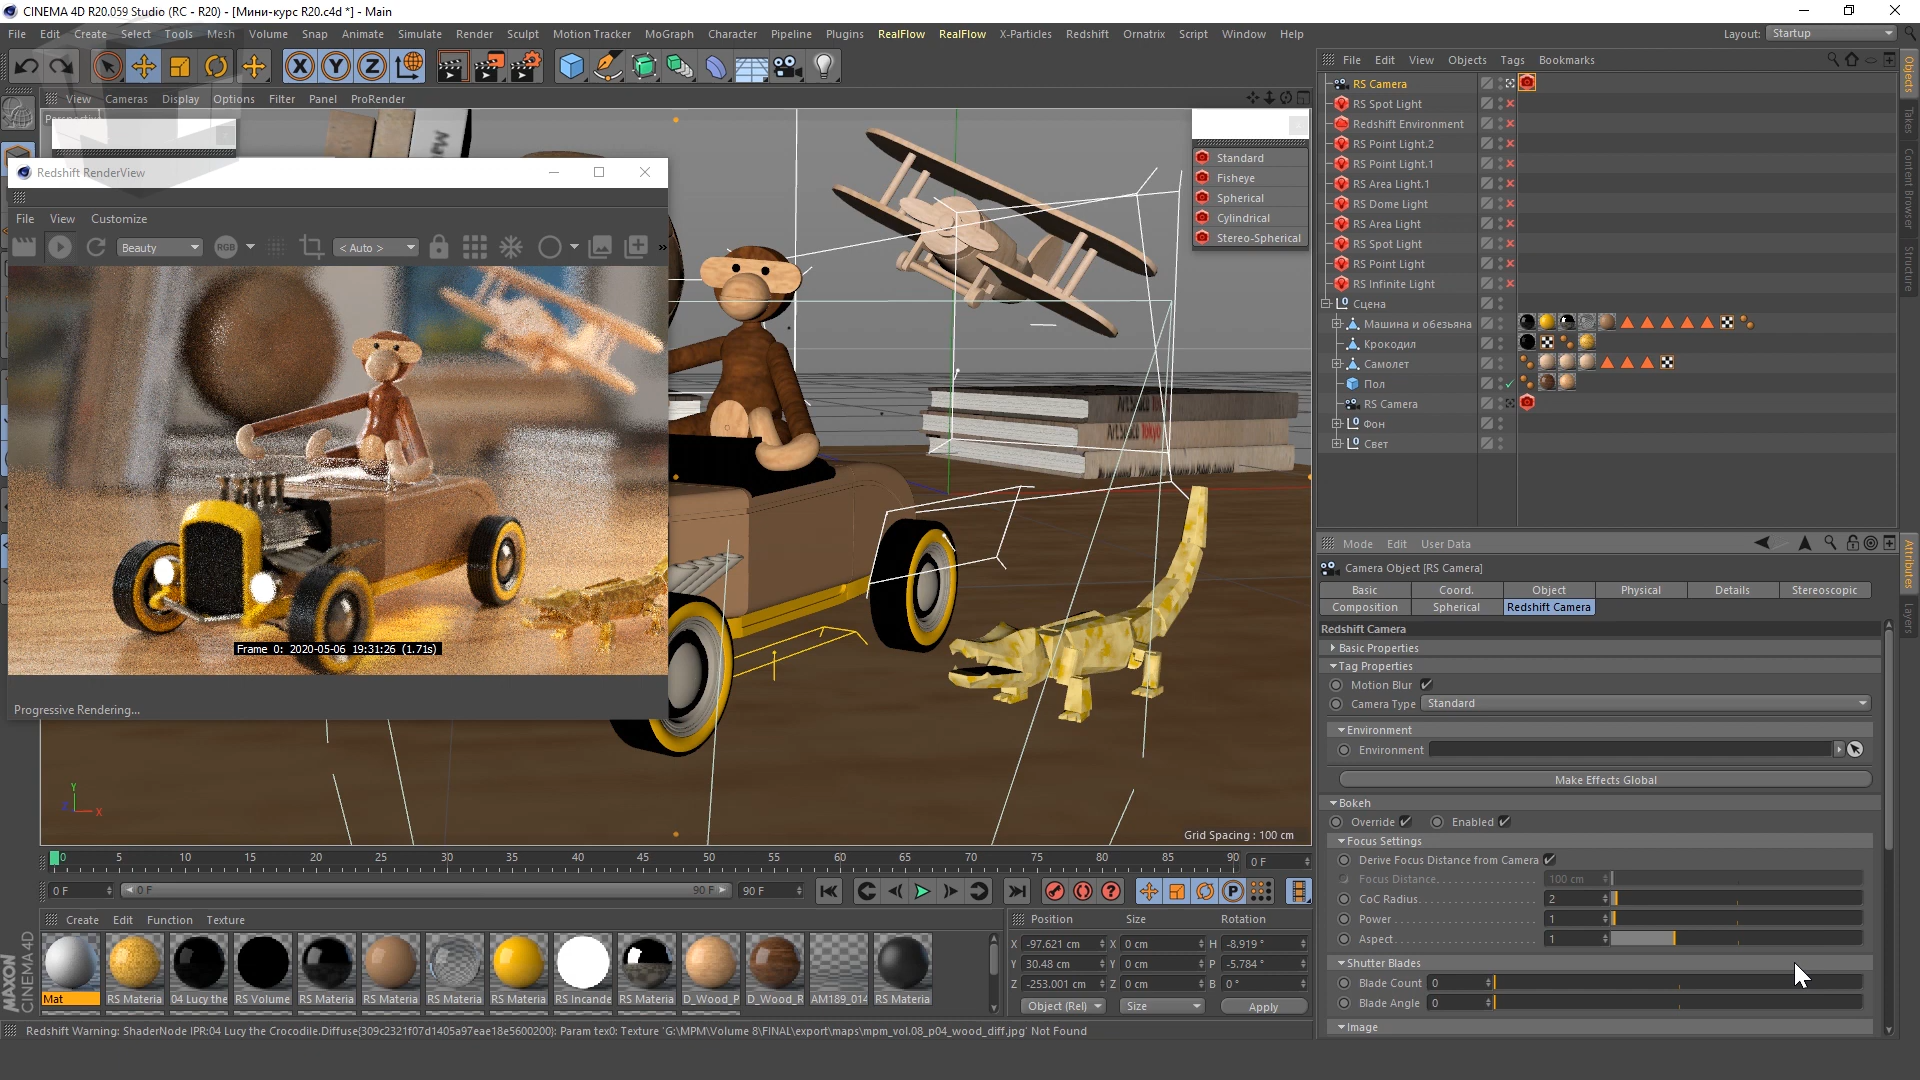 CINEMA 4D R20.059 Studio (RC - R20) - [Мини-курс R20.c4d *] - Main
File Edit Create Select Tools Mesh Volume Snap Animate Simulate Render Sculpt Motion Tracker MoGraph Character Pipeline Plugins RealFlow RealFlow X-Particles Redshift Ornatrix Script Window Help
Layout: Startup
File Edit View Objects Tags Bookmarks
View Cameras Display Options Filter Panel ProRender
Perspective
Redshift RenderView
File View Customize
Beauty
RGB
< Auto >
Frame 0: 2020-05-06 19:31:26 (1.71s)
Progressive Rendering...
Standard
Fisheye
Spherical
Cylindrical
Stereo-Spherical
Tokyo
Grid Spacing : 100 cm
Y
X
RS Camera
RS Spot Light
Redshift Environment
RS Point Light.2
RS Point Light.1
RS Area Light.1
RS Dome Light
RS Area Light
RS Spot Light
RS Point Light
RS Infinite Light
Сцена
Машина и обезьяна
Крокодил
Самолет
Пол
RS Camera
Фон
Свет
Objects
Takes
Content Browser
Structure
Attributes
Layers
Mode Edit User Data
Camera Object [RS Camera]
Basic Coord. Object Physical Details Stereoscopic
Composition Spherical Redshift Camera
Redshift Camera
Basic Properties
Tag Properties
Motion Blur
Camera Type Standard
Environment
Environment
Make Effects Global
Bokeh
Override Enabled
Focus Settings
Derive Focus Distance from Camera
Focus Distance 100 cm
CoC Radius 2
Power 1
Aspect 1
Shutter Blades
Blade Count 0
Blade Angle 0
Image
0 5 10 15 20 25 30 35 40 45 50 55 60 65 70 75 80 85 90 0 F
0 F 0 F 90 F 90 F
Create Edit Function Texture
Mat RS Materia 04 Lucy the RS Volume RS Materia RS Materia RS Materia RS Materia RS Incande RS Materia D_Wood_P D_Wood_R AM189_014 RS Materia
Position Size Rotation
X -97.621 cm X 0 cm H -8.919 °
Y 30.48 cm Y 0 cm P -5.784 °
Z -253.001 cm Z 0 cm B 0 °
Object (Rel) Size Apply
MAXON
CINEMA 4D
Redshift Warning: ShaderNode IPR:04 Lucy the Crocodile.Diffuse{309c2321f07d1405a97eae18e5600200}: Param tex0: Texture 'G:\MPM\Volume 8\FINAL\export\maps\mpm_vol.08_p04_wood_diff.jpg' Not Found